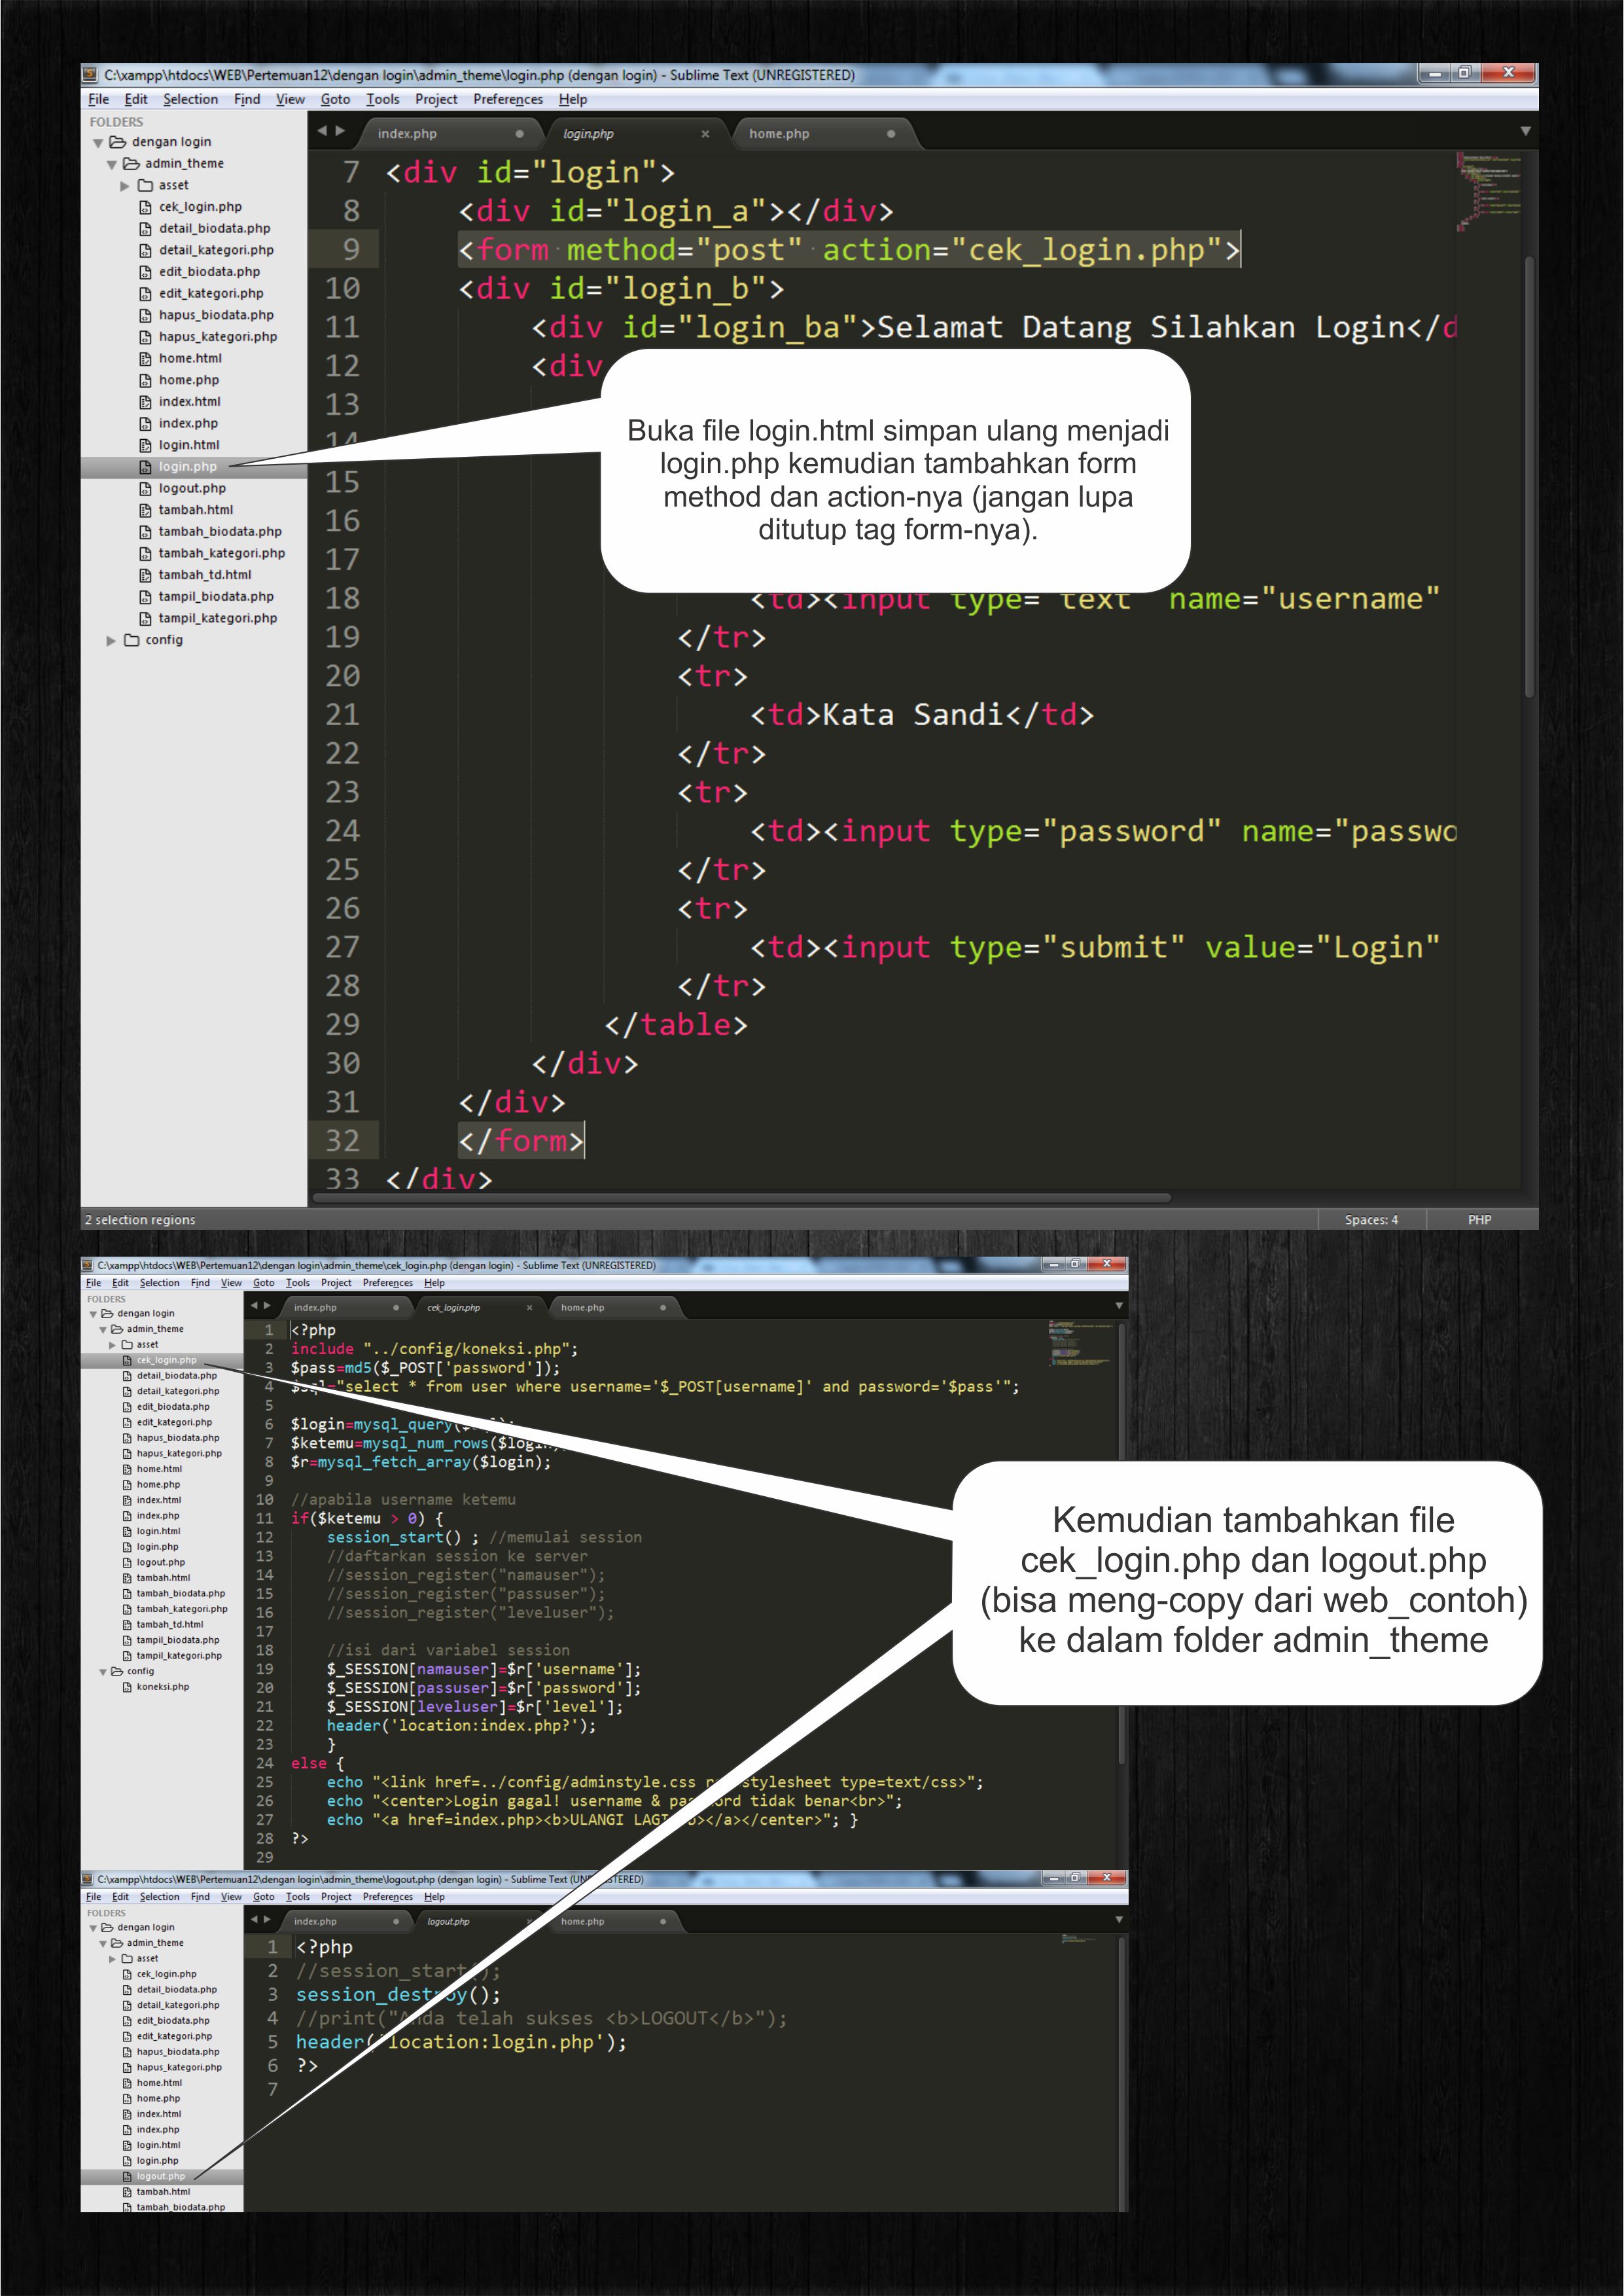 C:\xampp\htdocs\WEB\Pertemuan12\dengan login\admin_theme\login.php (dengan login) - Sublime Text (UNREGISTERED)
File Edit Selection Find View Goto Tools Project Preferences Help
FOLDERS
dengan login
admin_theme
asset
cek_login.php
detail_biodata.php
detail_kategori.php
edit_biodata.php
edit_kategori.php
hapus_biodata.php
hapus_kategori.php
home.html
home.php
index.html
index.php
login.html
login.php
logout.php
tambah.html
tambah_biodata.php
tambah_kategori.php
tambah_td.html
tampil_biodata.php
tampil_kategori.php
config
index.php login.php home.php
7 <div id="login">
8 <div id="login_a"></div>
9 <form method="post" action="cek_login.php">
10 <div id="login_b">
11 <div id="login_ba">Selamat Datang Silahkan Login</d
12 <div
13
14
15
16
17
18 <td><input type="text" name="username"
19 </tr>
20 <tr>
21 <td>Kata Sandi</td>
22 </tr>
23 <tr>
24 <td><input type="password" name="passwo
25 </tr>
26 <tr>
27 <td><input type="submit" value="Login"
28 </tr>
29 </table>
30 </div>
31 </div>
32 </form>
33 </div>
Buka file login.html simpan ulang menjadi
login.php kemudian tambahkan form
method dan action-nya (jangan lupa
ditutup tag form-nya).
2 selection regions Spaces: 4 PHP
C:\xampp\htdocs\WEB\Pertemuan12\dengan login\admin_theme\cek_login.php (dengan login) - Sublime Text (UNREGISTERED)
File Edit Selection Find View Goto Tools Project Preferences Help
FOLDERS
dengan login
admin_theme
asset
cek_login.php
detail_biodata.php
detail_kategori.php
edit_biodata.php
edit_kategori.php
hapus_biodata.php
hapus_kategori.php
home.html
home.php
index.html
index.php
login.html
login.php
logout.php
tambah.html
tambah_biodata.php
tambah_kategori.php
tambah_td.html
tampil_biodata.php
tampil_kategori.php
config
koneksi.php
index.php cek_login.php home.php
1 <?php
2 include "../config/koneksi.php";
3 $pass=md5($_POST['password']);
4 $sql="select * from user where username='$_POST[username]' and password='$pass'";
5
6 $login=mysql_query($
7 $ketemu=mysql_num_rows($login)
8 $r=mysql_fetch_array($login);
9
10 //apabila username ketemu
11 if($ketemu > 0) {
12 session_start() ; //memulai session
13 //daftarkan session ke server
14 //session_register("namauser");
15 //session_register("passuser");
16 //session_register("leveluser");
17
18 //isi dari variabel session
19 $_SESSION[namauser]=$r['username'];
20 $_SESSION[passuser]=$r['password'];
21 $_SESSION[leveluser]=$r['level'];
22 header('location:index.php?');
23 }
24 else {
25 echo "<link href=../config/adminstyle.css stylesheet type=text/css>";
26 echo "<center>Login gagal! username & password tidak benar<br>";
27 echo "<a href=index.php><b>ULANGI LAGI></a></center>"; }
28 ?>
29
Kemudian tambahkan file
cek_login.php dan logout.php
(bisa meng-copy dari web_contoh)
ke dalam folder admin_theme
C:\xampp\htdocs\WEB\Pertemuan12\dengan login\admin_theme\logout.php (dengan login) - Sublime Text (UNREGISTERED)
File Edit Selection Find View Goto Tools Project Preferences Help
FOLDERS
dengan login
admin_theme
asset
cek_login.php
detail_biodata.php
detail_kategori.php
edit_biodata.php
edit_kategori.php
hapus_biodata.php
hapus_kategori.php
home.html
home.php
index.html
index.php
login.html
login.php
logout.php
tambah.html
tambah_biodata.php
index.php logout.php home.php
1 <?php
2 //session_start();
3 session_destroy();
4 //print("Anda telah sukses <b>LOGOUT</b>");
5 header('location:login.php');
6 ?>
7